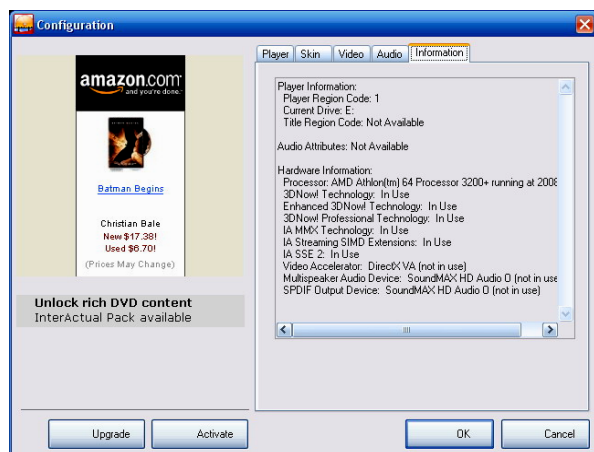 Configuration
amazon.com
and you're done.
Batman Begins
Christian Bale
New $17.38!
Used $6.70!
(Prices May Change)
Unlock rich DVD content
InterActual Pack available
Upgrade
Activate
Player
Skin
Video
Audio
Information
Player Information:
Player Region Code: 1
Current Drive: E:
Title Region Code: Not Available
Audio Attributes: Not Available
Hardware Information:
Processor: AMD Athlon(tm) 64 Processor 3200+ running at 2008
3DNow! Technology: In Use
Enhanced 3DNow! Technology: In Use
3DNow! Professional Technology: In Use
IA MMX Technology: In Use
IA Streaming SIMD Extensions: In Use
IA SSE 2: In Use
Video Accelerator: DirectX VA (not in use)
Multispeaker Audio Device: SoundMAX HD Audio O (not in use
SPDIF Output Device: SoundMAX HD Audio O (not in use)
OK
Cancel